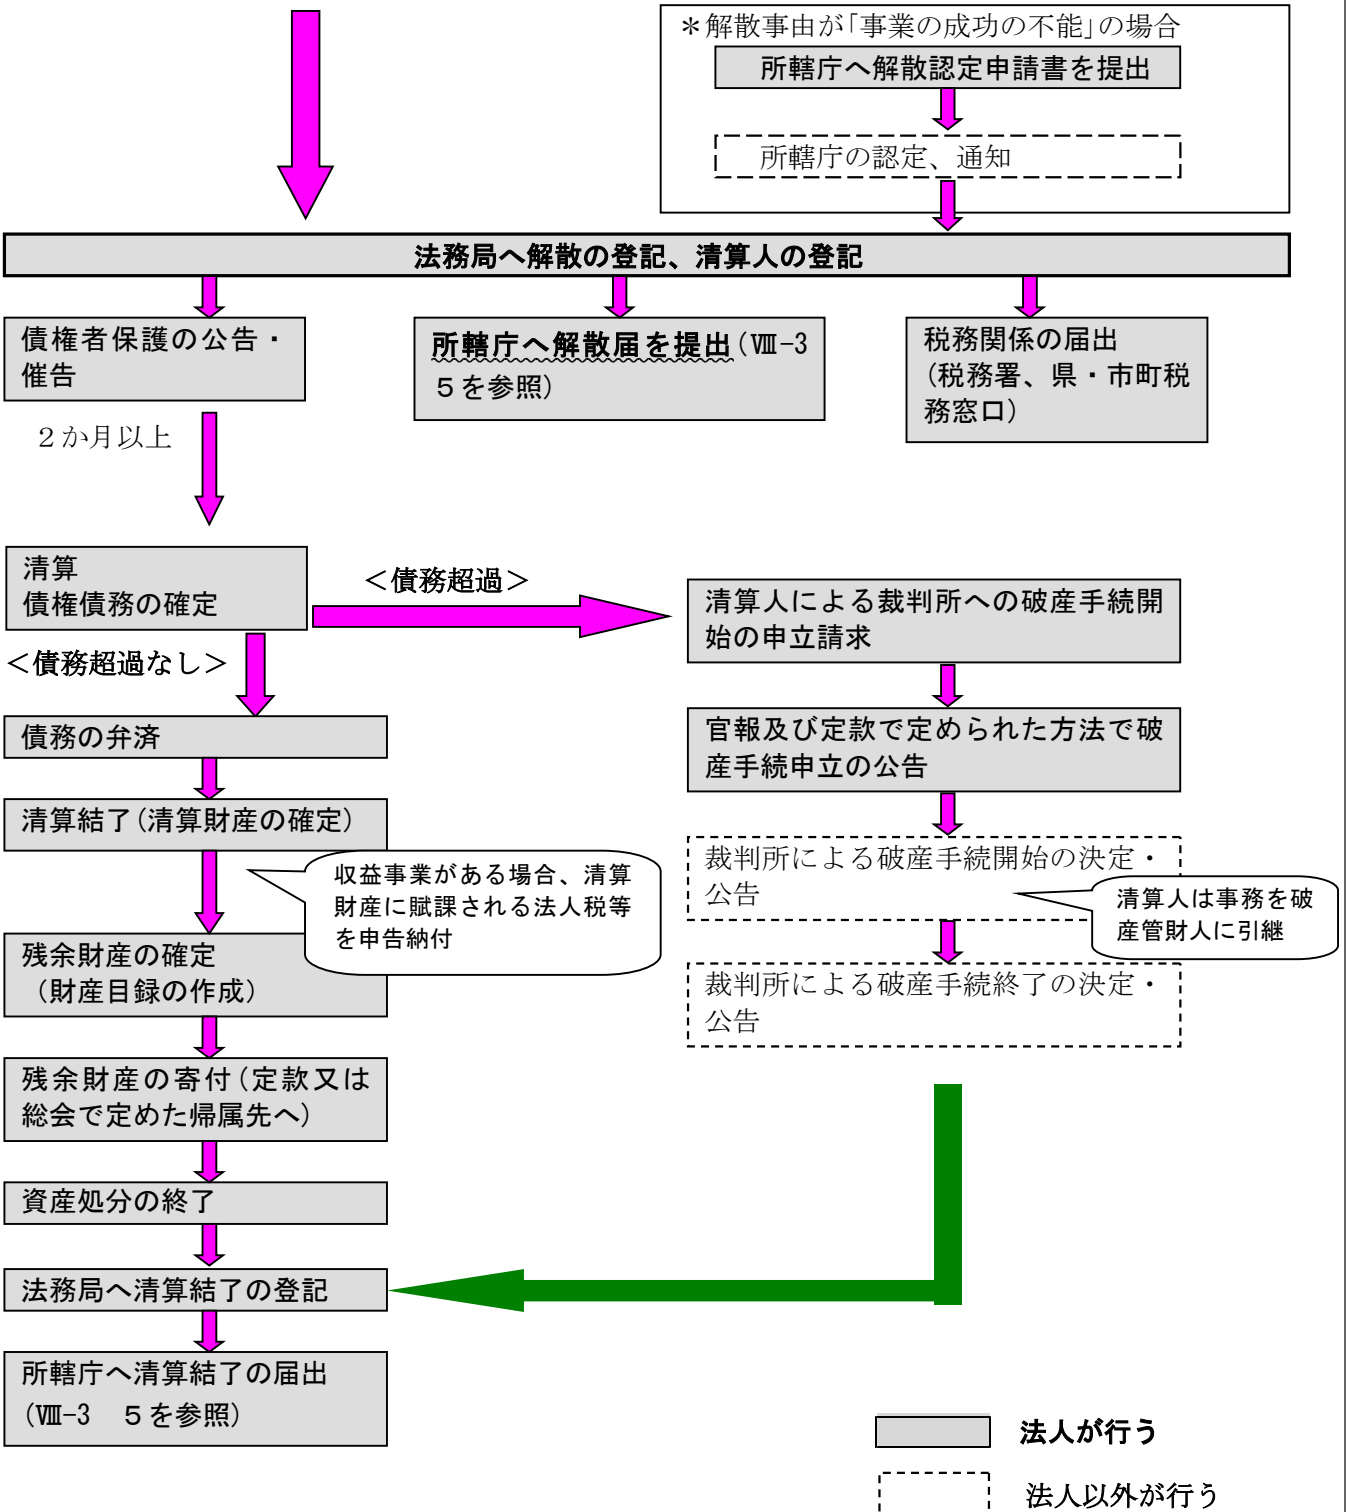 ＊解散事由が「事業の成功の不能」の場合
所轄庁へ解散認定申請書を提出
所轄庁の認定、通知
法務局へ解散の登記、清算人の登記
債権者保護の公告・
催告
所轄庁へ解散届を提出(Ⅷ-3
５を参照)
税務関係の届出
(税務署、県・市町税
務窓口)
２か月以上
清算
債権債務の確定
＜債務超過＞
清算人による裁判所への破産手続開
始の申立請求
＜債務超過なし＞
官報及び定款で定められた方法で破
産手続申立の公告
債務の弁済
清算結了(清算財産の確定)
裁判所による破産手続開始の決定・
公告
収益事業がある場合、清算
財産に賦課される法人税等
を申告納付
清算人は事務を破
産管財人に引継
残余財産の確定
（財産目録の作成）
裁判所による破産手続終了の決定・
公告
残余財産の寄付(定款又は
総会で定めた帰属先へ)
資産処分の終了
法務局へ清算結了の登記
所轄庁へ清算結了の届出
(Ⅷ-3　５を参照)
法人が行う
法人以外が行う